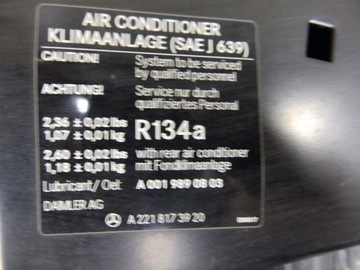 AIR CONDITIONER
KLIMAANLAGE (SAE J 639)
CAUTION! System to be serviced
by qualified personnel
ACHTUNG! Service nur durch
qualifiziertes Personal
2,36 ± 0,02 lbs
1,07 ± 0,01 kg R134a
2,60 ± 0,02 lbs with rear air conditioner
1,18 ± 0,01 kg mit Fondklimaanlage
Lubricant/ Oel: A 001 989 08 03
DAIMLER AG
A 221 817 39 20